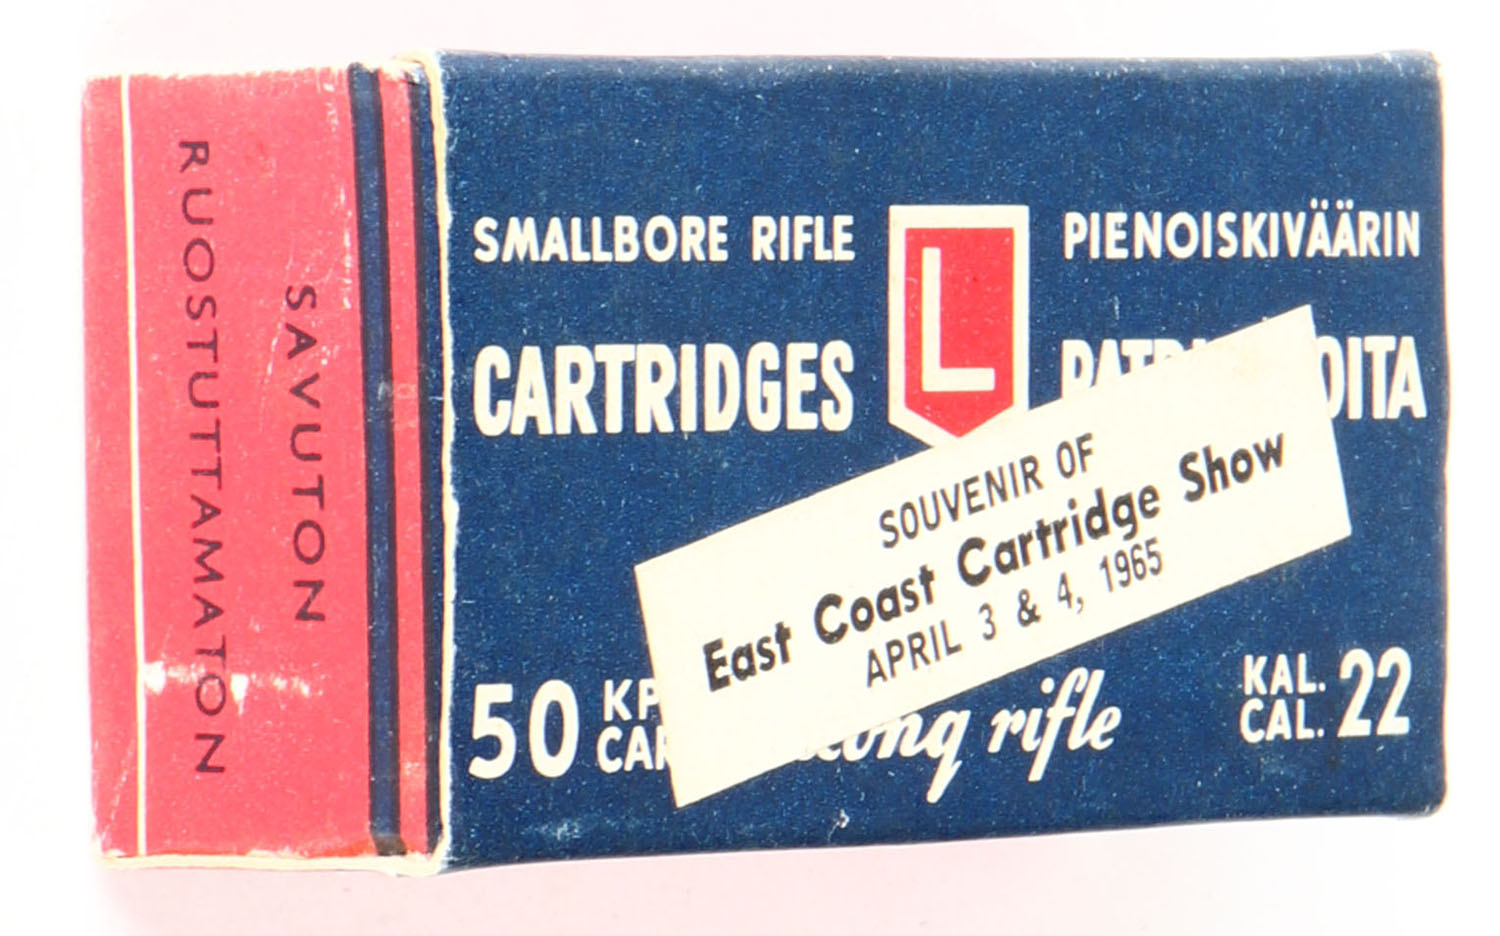 RUOSTUTTAMATON
SAVUTON
SMALLBORE RIFLE
CARTRIDGES
L
PIENOISKIVÄÄRIN
SOUVENIR OF
East Coast Cartridge Show
APRIL 3 & 4, 1965
50
long rifle
KAL.
CAL. 22